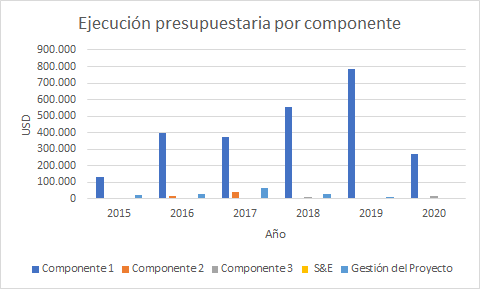 Ejecución presupuestaria por componente
900.000
800.000
700.000
600.000
500.000
400.000
300.000
200.000
100.000
0
USD
2015 2016 2017 2018 2019 2020
Año
Componente 1 Componente 2 Componente 3 S&E Gestión del Proyecto